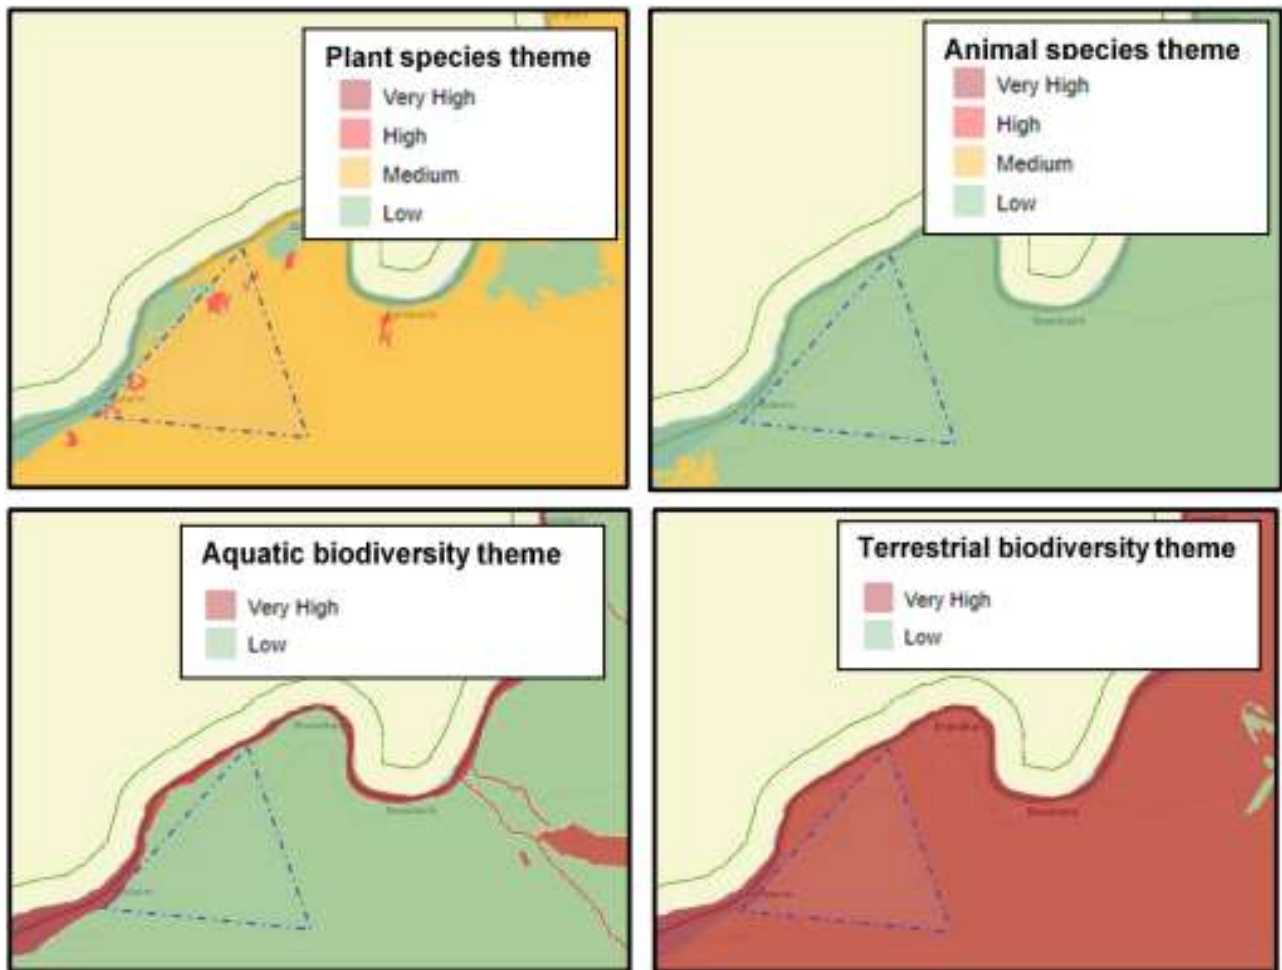 Plant species theme
Very High
High
Medium
Low
Animal species theme
Very High
High
Medium
Low
Aquatic biodiversity theme
Very High
Low
Terrestrial biodiversity theme
Very High
Low